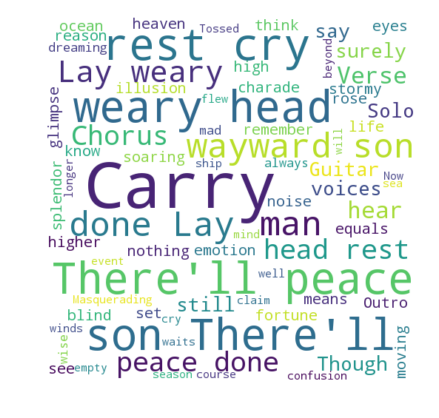 ocean heaven Tossed think say eyes
reason rest cry beyond
dreaming
Lay weary high surely
illusion charade stormy Verse
glimpse weary head flew rose Solo
Chorus mad remember life
wayward son will
know soaring ship always Guitar Now
longer Carry voices sea
splendor noise hear
done Lay man equals
higher nothing emotion mind head rest
event There'll peace well
Masquerading still claim means Outro
blind set cry fortune
winds son There'll moving
wise waits
see empty peace done Though
season course confusion